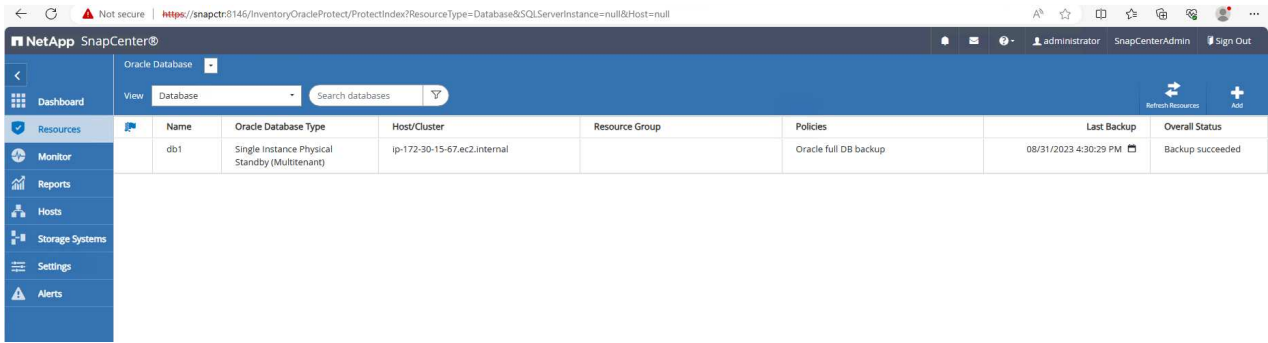 Not secure | https://snapctr:8146/InventoryOracleProtect/ProtectIndex?ResourceType=Database&SQLServerInstance=null&Host=null
NetApp SnapCenter®
administrator SnapCenterAdmin Sign Out
Oracle Database
View Database Search databases
Refresh Resources Add
Dashboard
Resources
Monitor
Reports
Hosts
Storage Systems
Settings
Alerts
Name Oracle Database Type Host/Cluster Resource Group Policies Last Backup Overall Status
db1 Single Instance Physical ip-172-30-15-67.ec2.internal Oracle full DB backup 08/31/2023 4:30:29 PM Backup succeeded
Standby (Multitenant)